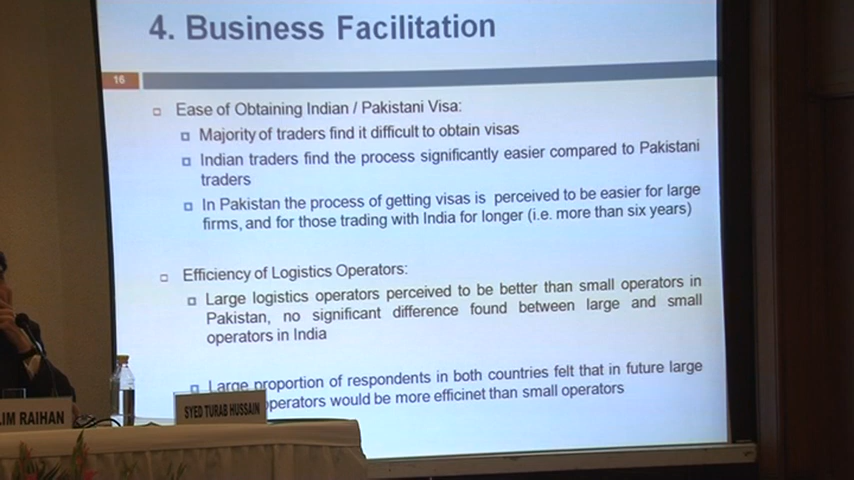 4. Business Facilitation
16
Ease of Obtaining Indian / Pakistani Visa:
Majority of traders find it difficult to obtain visas
Indian traders find the process significantly easier compared to Pakistani
traders
In Pakistan the process of getting visas is perceived to be easier for large
firms, and for those trading with India for longer (i.e. more than six years)
Efficiency of Logistics Operators:
Large logistics operators perceived to be better than small operators in
Pakistan, no significant difference found between large and small
operators in India
Large proportion of respondents in both countries felt that in future large
operators would be more efficinet than small operators
LIM RAIHAN
SYED TURAB HUSSAIN